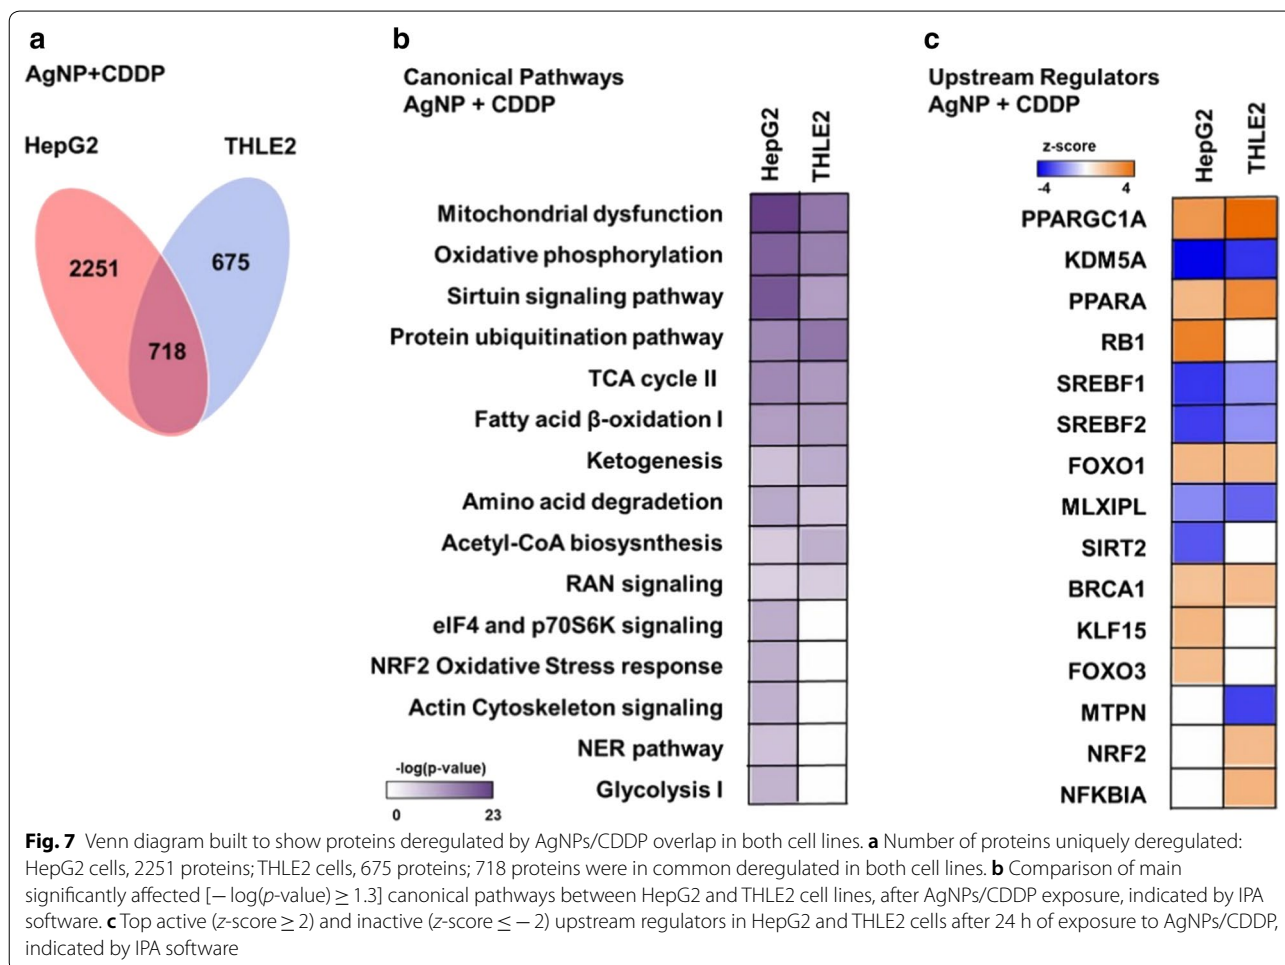 a
AgNP+CDDP
HepG2
THLE2
2251
675
718
b
Canonical Pathways
AgNP + CDDP
HepG2
THLE2
Mitochondrial dysfunction
Oxidative phosphorylation
Sirtuin signaling pathway
Protein ubiquitination pathway
TCA cycle II
Fatty acid β-oxidation I
Ketogenesis
Amino acid degradetion
Acetyl-CoA biosysnthesis
RAN signaling
eIF4 and p70S6K signaling
NRF2 Oxidative Stress response
Actin Cytoskeleton signaling
NER pathway
Glycolysis I
-log(p-value)
0
23
c
Upstream Regulators
AgNP + CDDP
z-score
-4
4
HepG2
THLE2
PPARGC1A
KDM5A
PPARA
RB1
SREBF1
SREBF2
FOXO1
MLXIPL
SIRT2
BRCA1
KLF15
FOXO3
MTPN
NRF2
NFKBIA
Fig. 7 Venn diagram built to show proteins deregulated by AgNPs/CDDP overlap in both cell lines. a Number of proteins uniquely deregulated:
HepG2 cells, 2251 proteins; THLE2 cells, 675 proteins; 718 proteins were in common deregulated in both cell lines. b Comparison of main
significantly affected [− log(p-value) ≥ 1.3] canonical pathways between HepG2 and THLE2 cell lines, after AgNPs/CDDP exposure, indicated by IPA
software. c Top active (z-score ≥ 2) and inactive (z-score ≤ − 2) upstream regulators in HepG2 and THLE2 cells after 24 h of exposure to AgNPs/CDDP,
indicated by IPA software